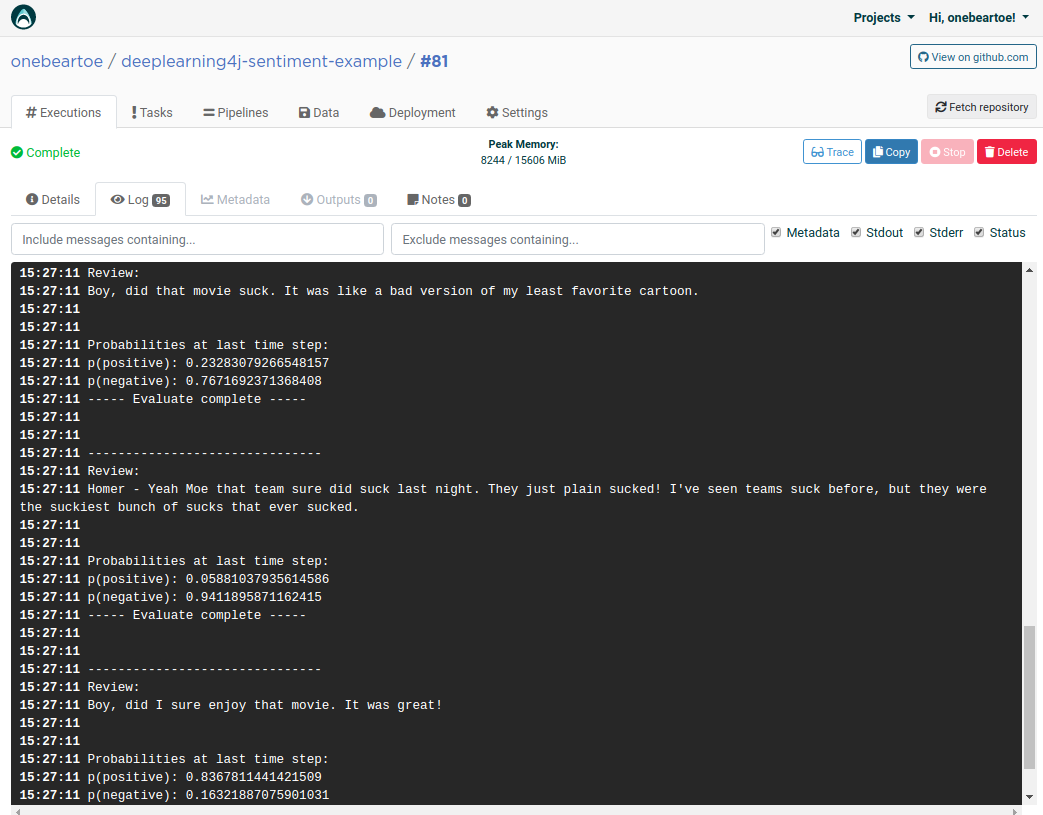 Projects Hi, onebeartoe!
onebeartoe / deeplearning4j-sentiment-example / #81
View on github.com
# Executions ! Tasks Pipelines Data Deployment Settings
Fetch repository
Complete
Peak Memory:
8244 / 15606 MiB
Trace Copy Stop Delete
Details Log 95 Metadata Outputs 0 Notes 0
Include messages containing... Exclude messages containing... Metadata Stdout Stderr Status
15:27:11 Review:
15:27:11 Boy, did that movie suck. It was like a bad version of my least favorite cartoon.
15:27:11
15:27:11
15:27:11 Probabilities at last time step:
15:27:11 p(positive): 0.23283079266548157
15:27:11 p(negative): 0.7671692371368408
15:27:11 ----- Evaluate complete -----
15:27:11
15:27:11
15:27:11 -------------------------------
15:27:11 Review:
15:27:11 Homer - Yeah Moe that team sure did suck last night. They just plain sucked! I've seen teams suck before, but they were
the suckiest bunch of sucks that ever sucked.
15:27:11
15:27:11
15:27:11 Probabilities at last time step:
15:27:11 p(positive): 0.05881037935614586
15:27:11 p(negative): 0.9411895871162415
15:27:11 ----- Evaluate complete -----
15:27:11
15:27:11
15:27:11 -------------------------------
15:27:11 Review:
15:27:11 Boy, did I sure enjoy that movie. It was great!
15:27:11
15:27:11
15:27:11 Probabilities at last time step:
15:27:11 p(positive): 0.8367811441421509
15:27:11 p(negative): 0.16321887075901031